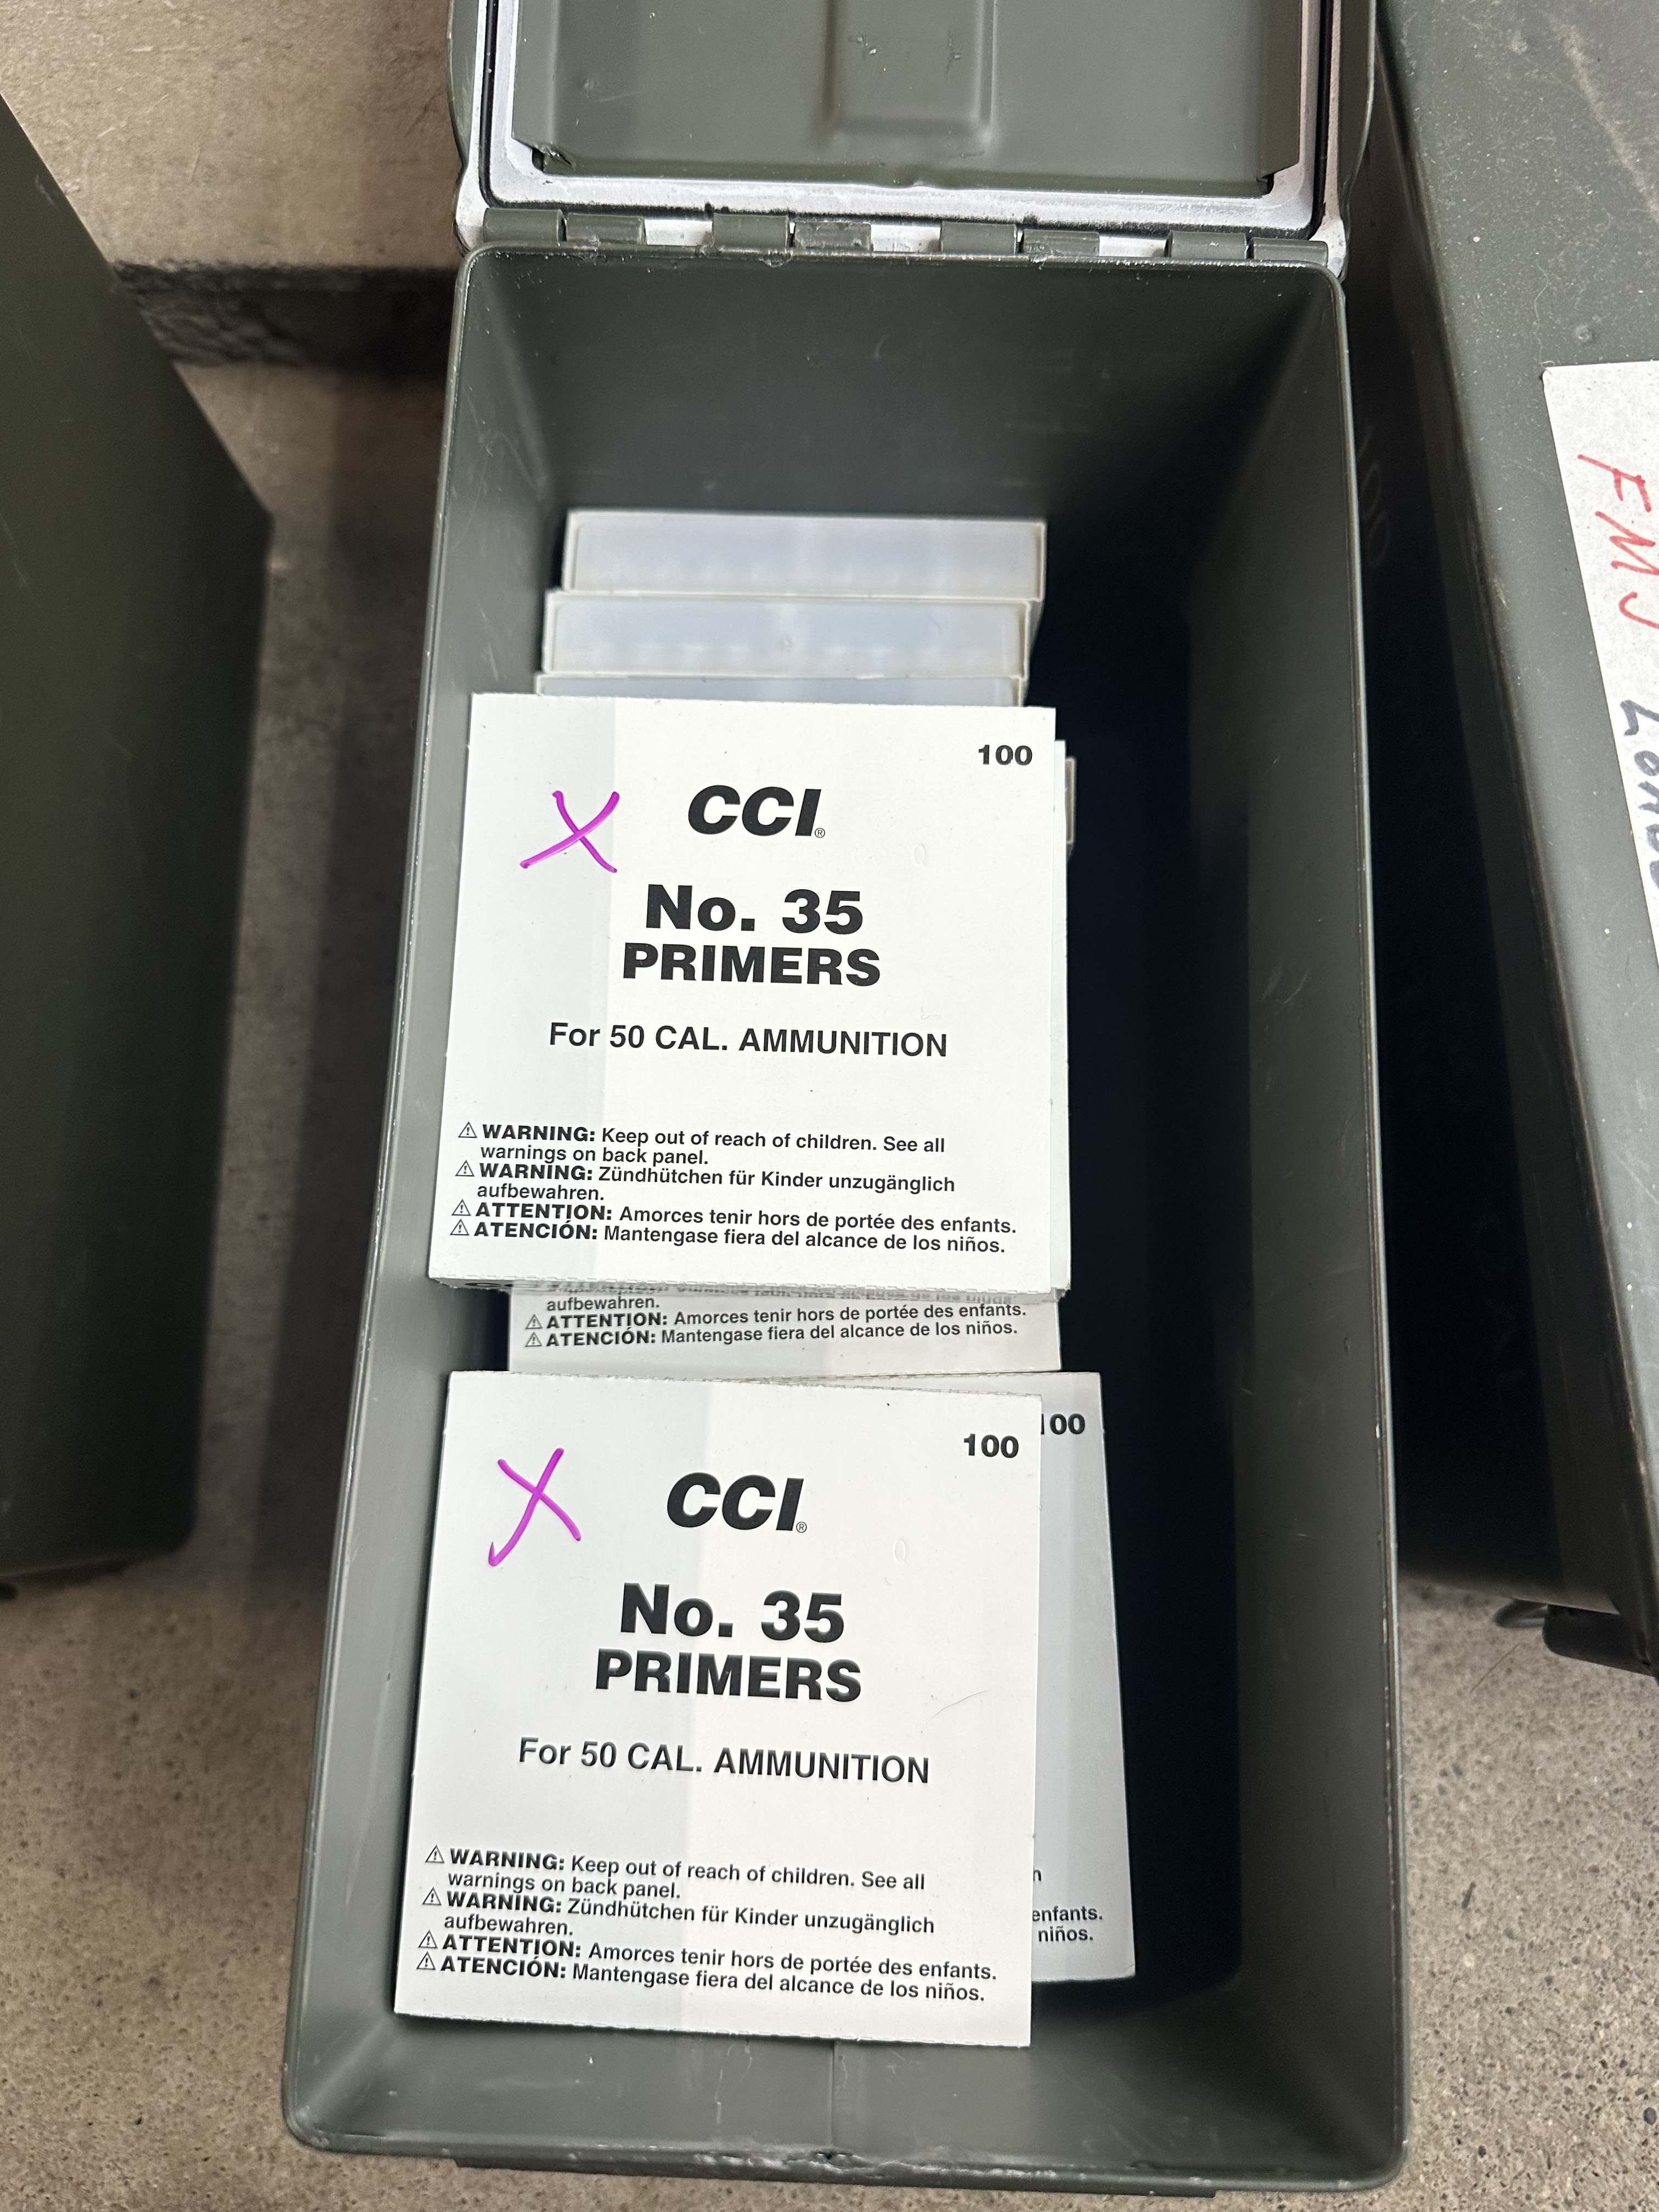 100
X
CCI®
No. 35
PRIMERS
For 50 CAL. AMMUNITION
⚠ WARNING: Keep out of reach of children. See all
warnings on back panel.
⚠ WARNING: Zündhütchen für Kinder unzugänglich
aufbewahren.
⚠ ATTENTION: Amorces tenir hors de portée des enfants.
⚠ ATENCIÓN: Mantengase fiera del alcance de los niños.
aufbewahren.
⚠ ATTENTION: Amorces tenir hors de portée des enfants.
⚠ ATENCIÓN: Mantengase fiera del alcance de los niños.
100
100
X
CCI®
No. 35
PRIMERS
For 50 CAL. AMMUNITION
⚠ WARNING: Keep out of reach of children. See all
warnings on back panel.
⚠ WARNING: Zündhütchen für Kinder unzugänglich
aufbewahren.
⚠ ATTENTION: Amorces tenir hors de portée des enfants.
⚠ ATENCIÓN: Mantengase fiera del alcance de los niños.
enfants.
niños.
FMJ